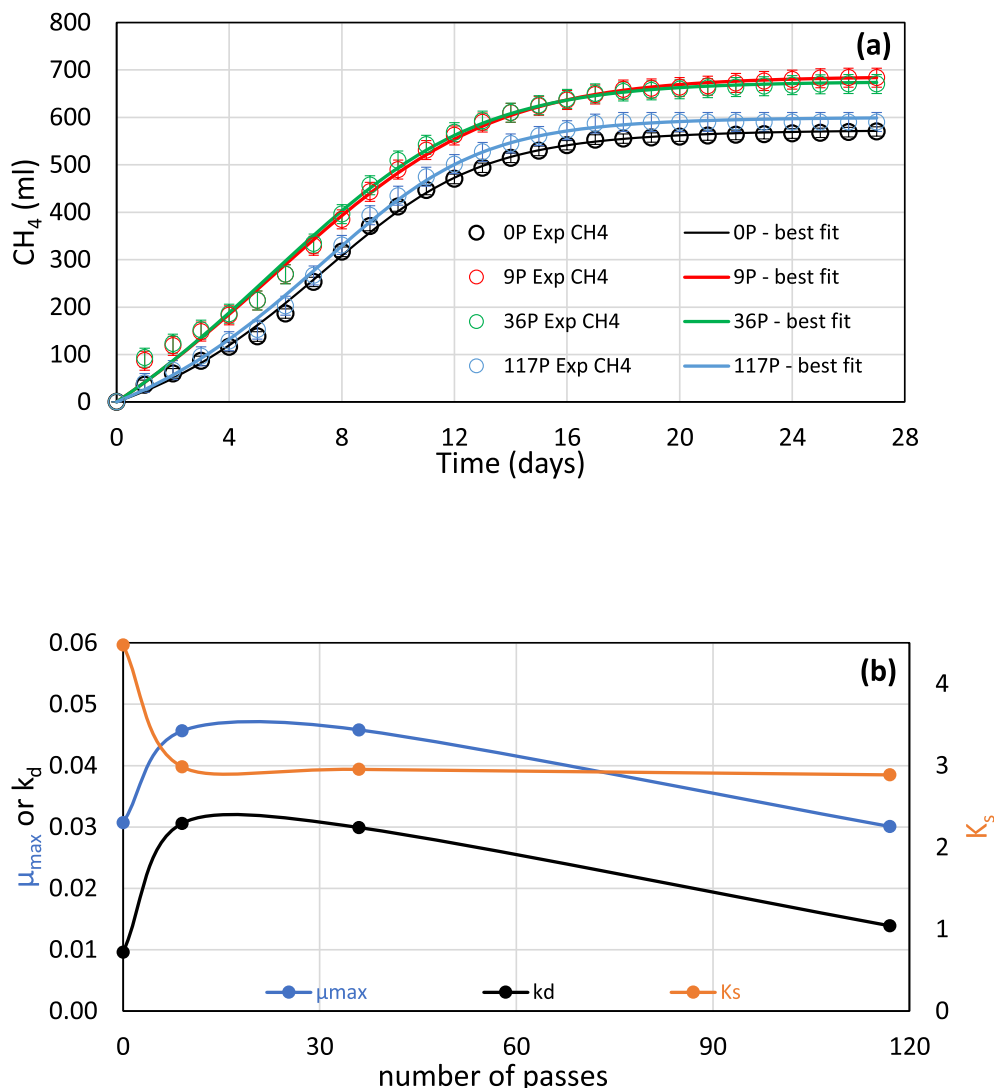 (a)
800
700
600
500
400
300
200
100
0
CH₄ (ml)
0P Exp CH4 0P - best fit
9P Exp CH4 9P - best fit
36P Exp CH4 36P - best fit
117P Exp CH4 117P - best fit
0 4 8 12 16 20 24 28
Time (days)
(b)
0.06
0.05
0.04
0.03
0.02
0.01
0.00
μmax or kd
4
3
2
1
0
Ks
μmax kd Ks
0 30 60 90 120
number of passes